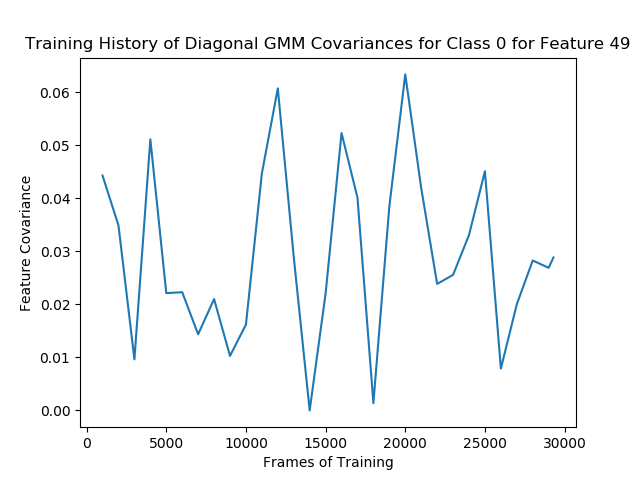 Training History of Diagonal GMM Covariances for Class 0 for Feature 49
0.06
0.05
0.04
0.03
0.02
0.01
0.00
Feature Covariance
0 5000 10000 15000 20000 25000 30000
Frames of Training